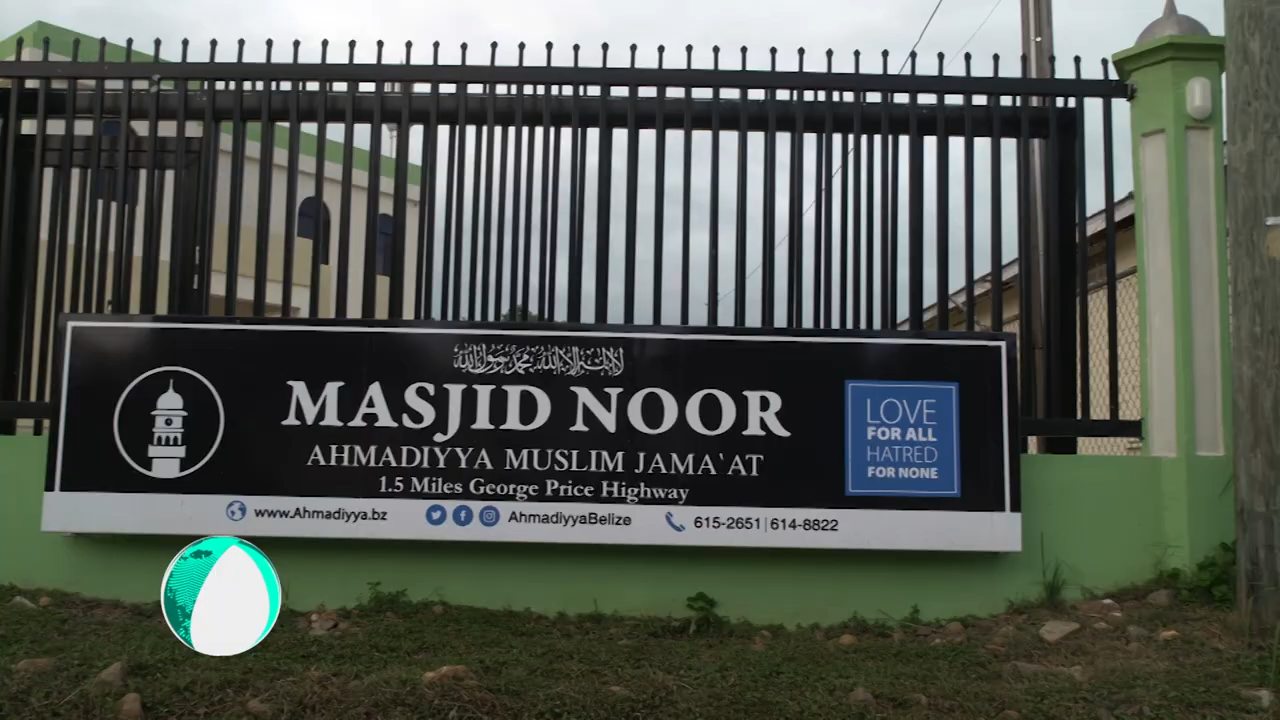 لا إله إلا الله محمد رسول الله
MASJID NOOR
AHMADIYYA MUSLIM JAMA`AT
1.5 Miles George Price Highway
LOVE
FOR ALL
HATRED
FOR NONE
www.Ahmadiyya.bz
AhmadiyyaBelize
615-2651|614-8822